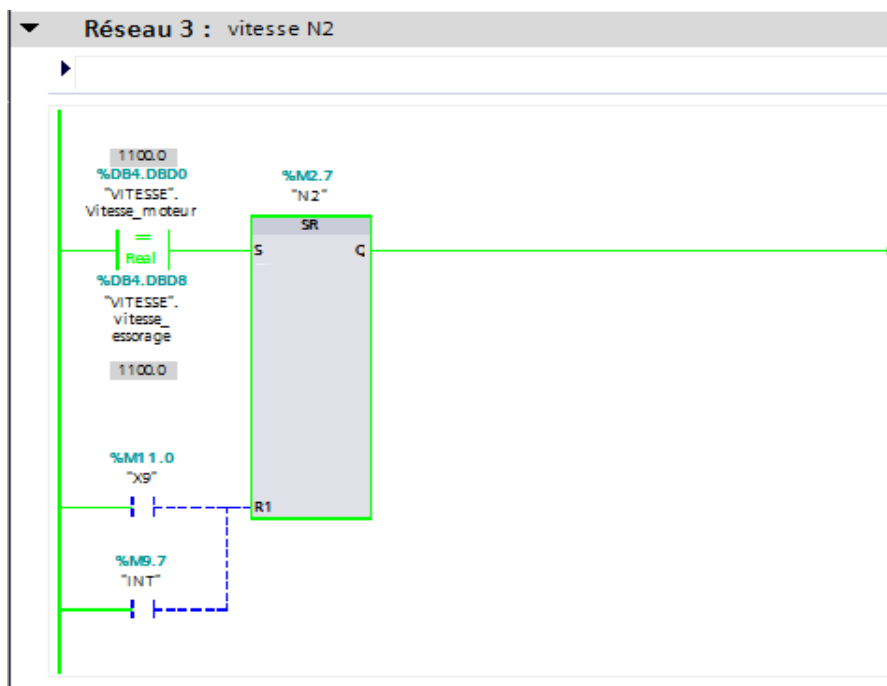 Réseau 3 : vitesse N2
1100.0
%DB4.DBD0
"VITESSE".
Vitesse_moteur
=
Real
%DB4.DBD8
"VITESSE".
vitesse_
essorage
1100.0
%M2.7
"N2"
SR
S Q
R1
%M11.0
"X9"
%M9.7
"INT"